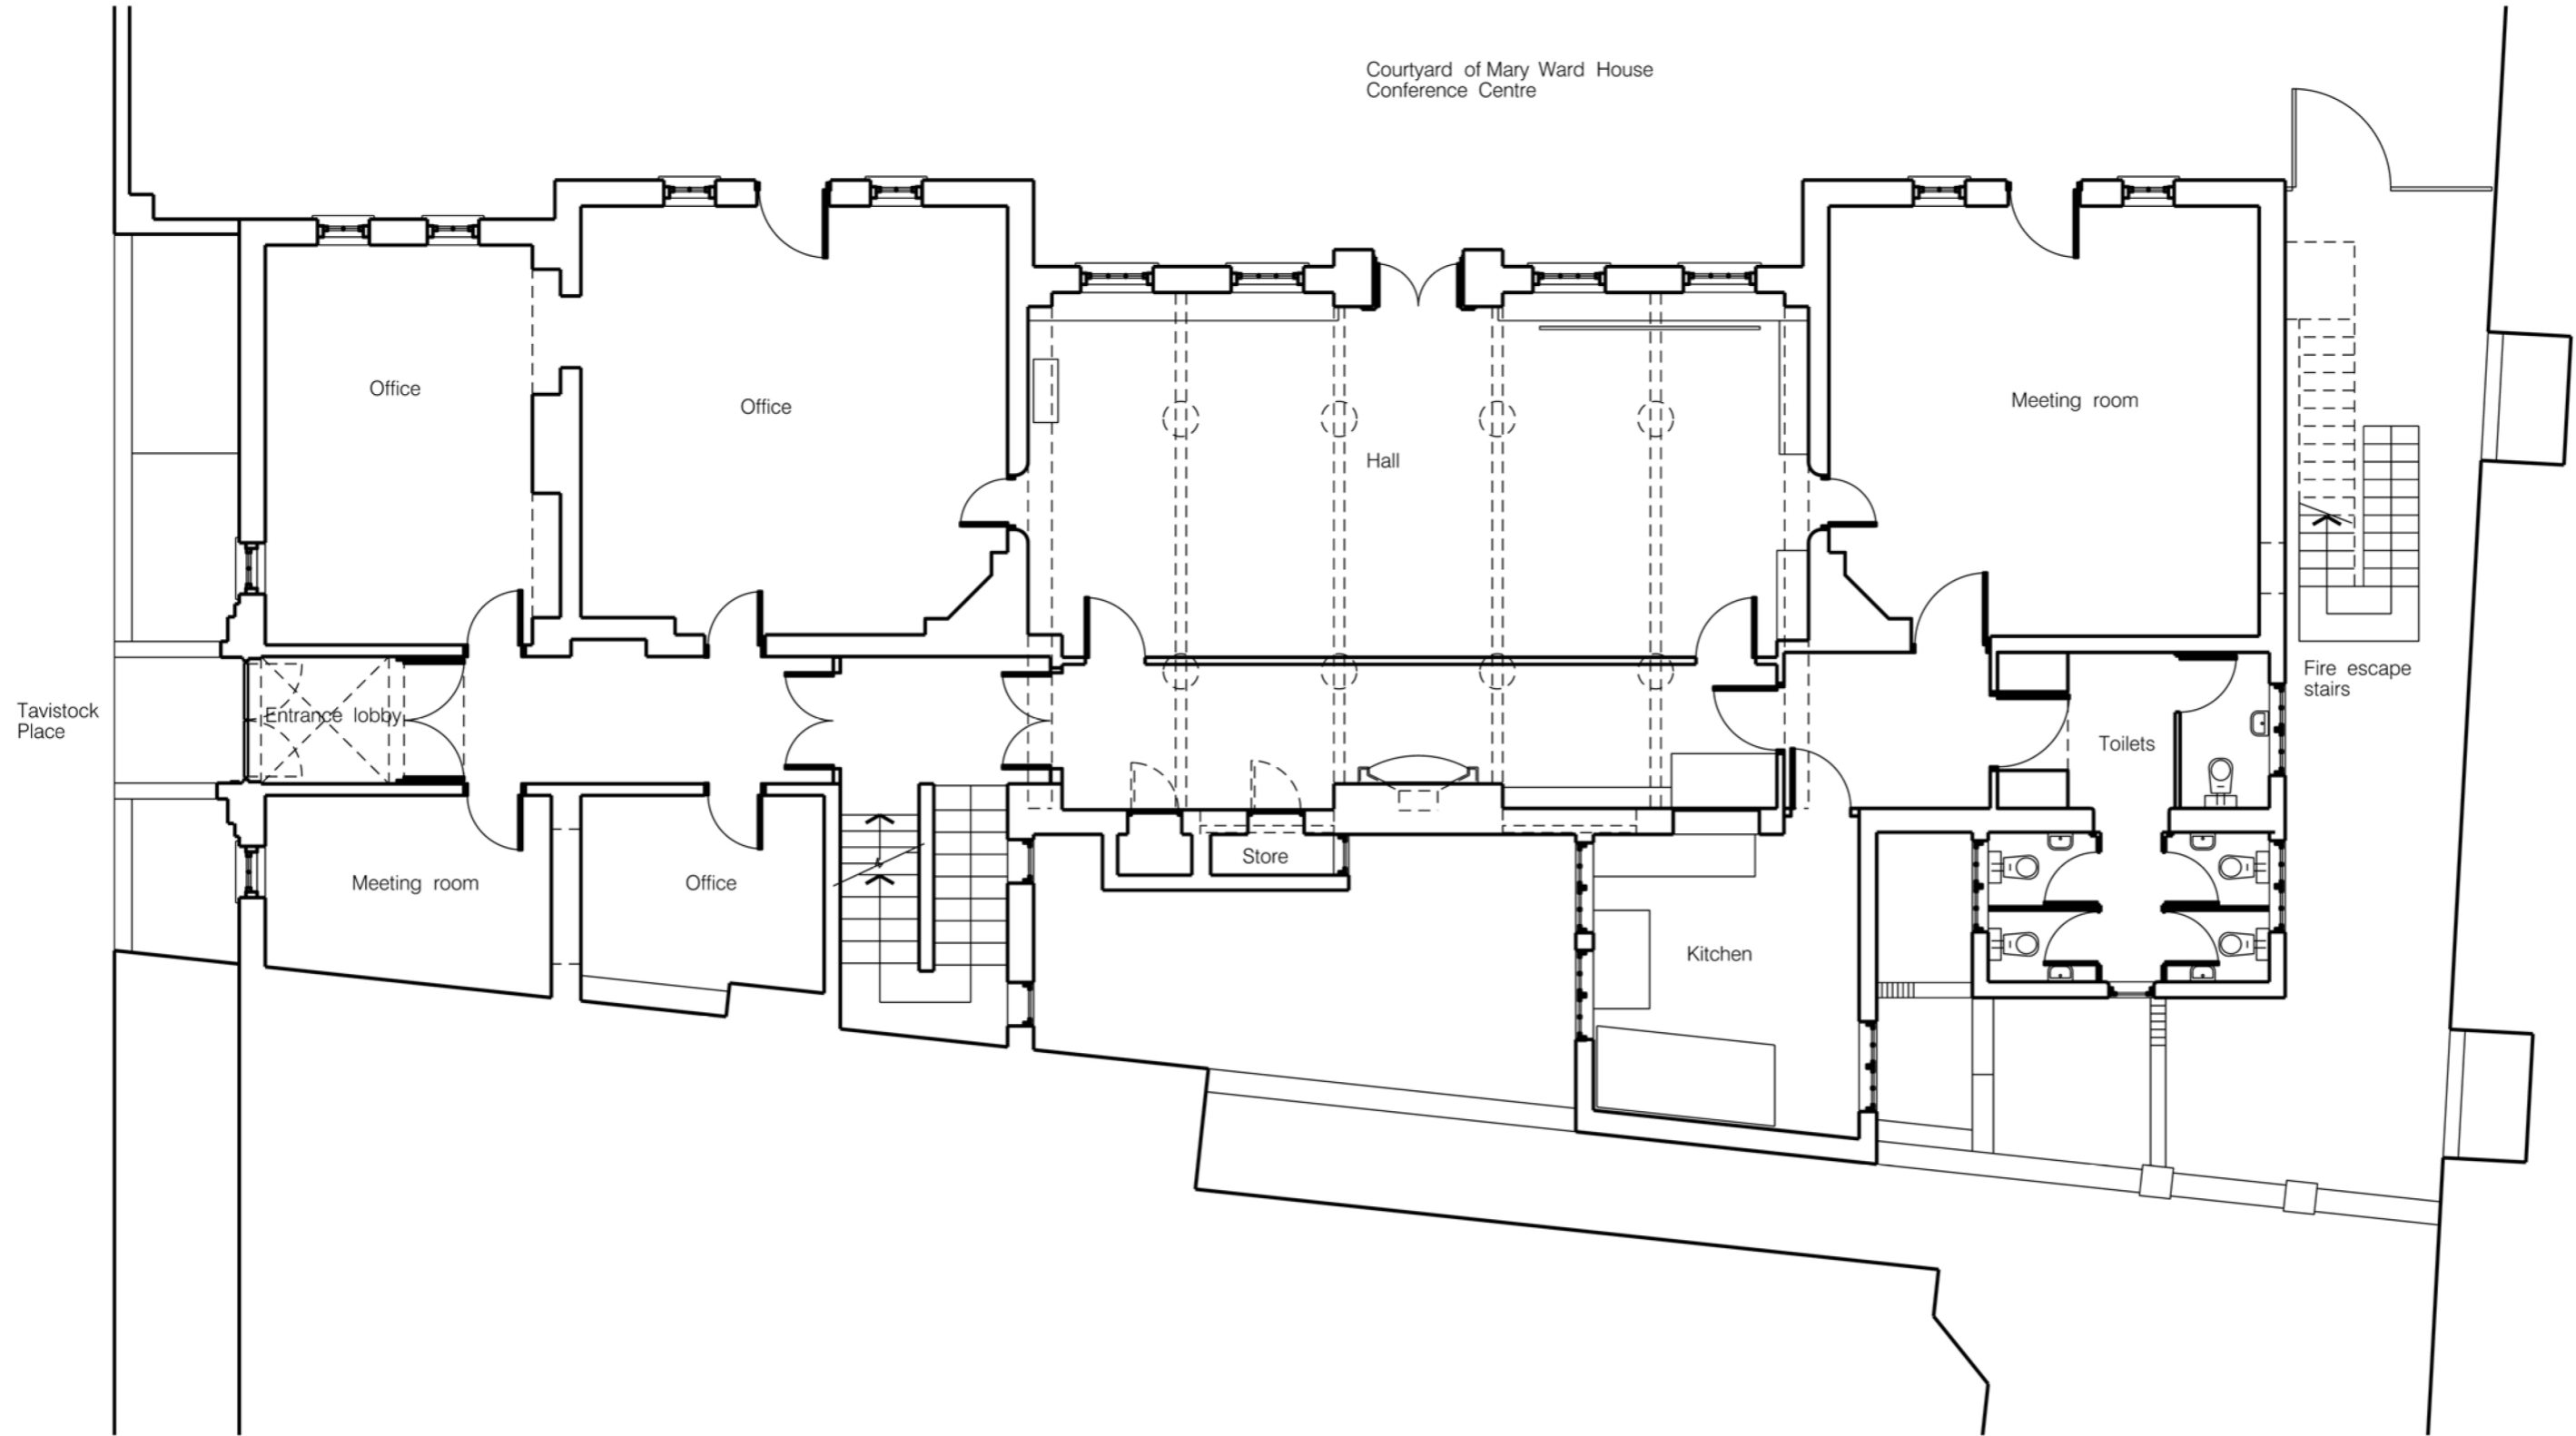 Courtyard of Mary Ward House
Conference Centre
Office
Office
Hall
Meeting room
Tavistock
Place
Entrance lobby
Toilets
Fire escape
stairs
Meeting room
Office
Store
Kitchen